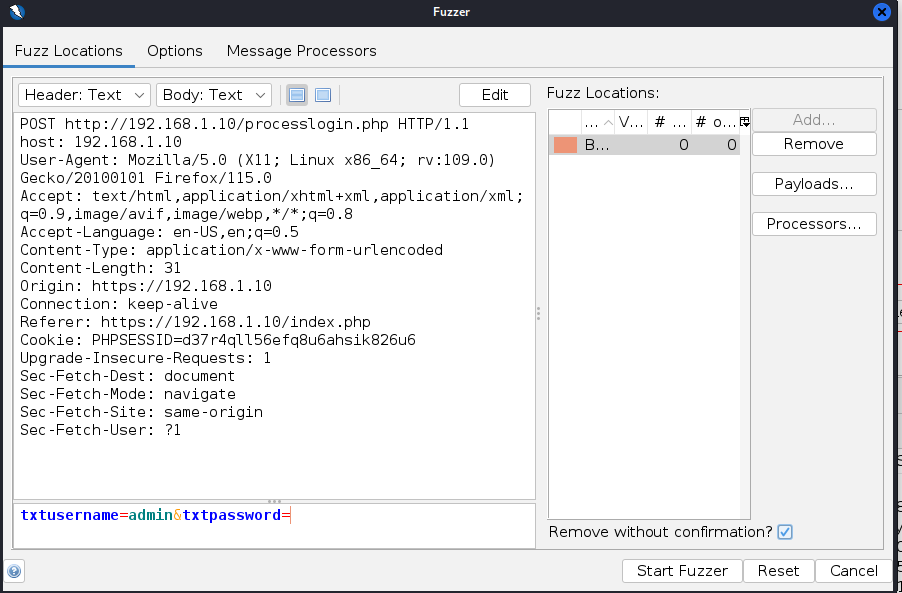 Fuzzer
Fuzz Locations
Options
Message Processors
Header: Text
Body: Text
Edit
POST http://192.168.1.10/processlogin.php HTTP/1.1
host: 192.168.1.10
User-Agent: Mozilla/5.0 (X11; Linux x86_64; rv:109.0)
Gecko/20100101 Firefox/115.0
Accept: text/html,application/xhtml+xml,application/xml;
q=0.9,image/avif,image/webp,*/*;q=0.8
Accept-Language: en-US,en;q=0.5
Content-Type: application/x-www-form-urlencoded
Content-Length: 31
Origin: https://192.168.1.10
Connection: keep-alive
Referer: https://192.168.1.10/index.php
Cookie: PHPSESSID=d37r4qll56efq8u6ahsik826u6
Upgrade-Insecure-Requests: 1
Sec-Fetch-Dest: document
Sec-Fetch-Mode: navigate
Sec-Fetch-Site: same-origin
Sec-Fetch-User: ?1
txtusername=admin&txtpassword=
Fuzz Locations:
... V... # ... # o...
B... 0 0
Add...
Remove
Payloads...
Processors...
Remove without confirmation?
Start Fuzzer
Reset
Cancel